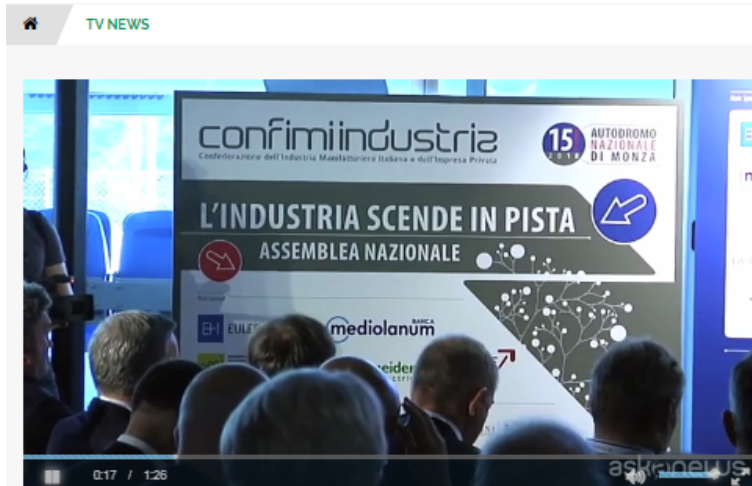 TV NEWS
confimiindustria
Confederazione dell'Industria Manifatturiera Italiana e dell'Impresa Privata
15
2018
AUTODROMO
NAZIONALE
DI MONZA
L'INDUSTRIA SCENDE IN PISTA
ASSEMBLEA NAZIONALE
EULER
BANCA
mediolanum
0:17 / 1:26
askanews